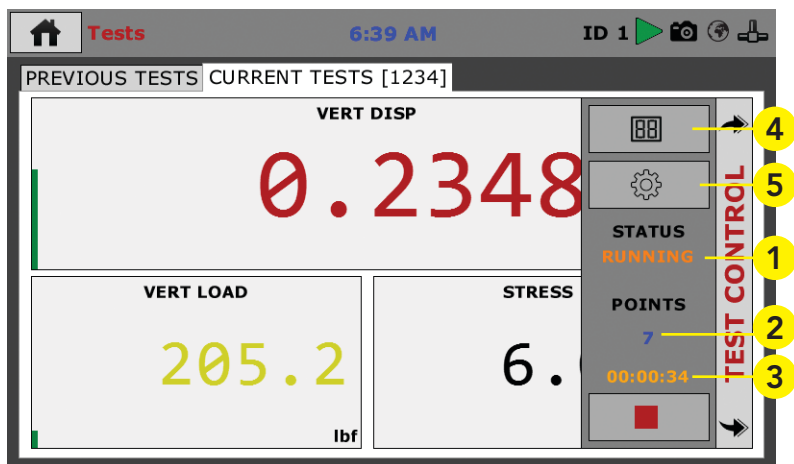 Tests 6:39 AM ID 1
PREVIOUS TESTS CURRENT TESTS [1234]
VERT DISP
0.2348
VERT LOAD
205.2
lbf
STRESS
6.
88
STATUS
RUNNING
POINTS
7
00:00:34
TEST CONTROL
4
5
1
2
3